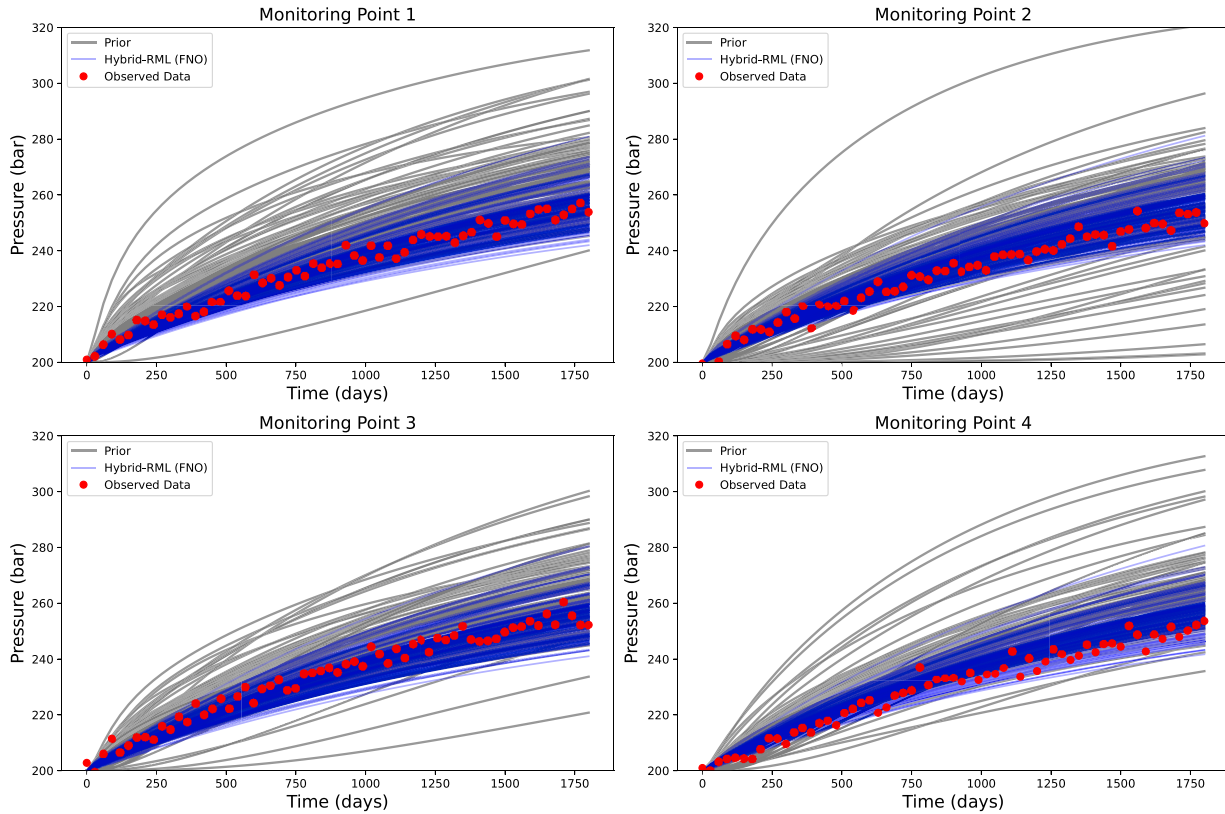 Monitoring Point 1
Pressure (bar)
320
300
280
260
240
220
200
Prior
Hybrid-RML (FNO)
Observed Data
0 250 500 750 1000 1250 1500 1750
Time (days)
Monitoring Point 2
Pressure (bar)
320
300
280
260
240
220
200
Prior
Hybrid-RML (FNO)
Observed Data
0 250 500 750 1000 1250 1500 1750
Time (days)
Monitoring Point 3
Pressure (bar)
320
300
280
260
240
220
200
Prior
Hybrid-RML (FNO)
Observed Data
0 250 500 750 1000 1250 1500 1750
Time (days)
Monitoring Point 4
Pressure (bar)
320
300
280
260
240
220
200
Prior
Hybrid-RML (FNO)
Observed Data
0 250 500 750 1000 1250 1500 1750
Time (days)